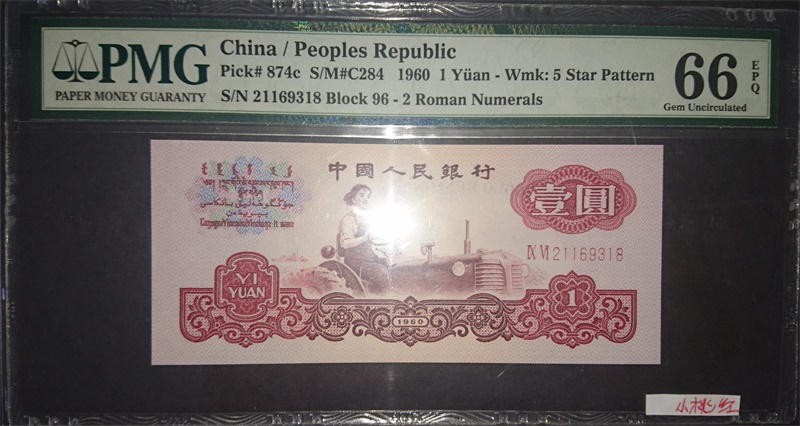 PMG
PAPER MONEY GUARANTY
China / Peoples Republic
Pick# 874c S/M#C284 1960 1 Yüan - Wmk: 5 Star Pattern
S/N 21169318 Block 96 - 2 Roman Numerals
66
EPQ
Gem Uncirculated
中國人民銀行
壹圓
Ⅸ Ⅵ 21169318
YI
YUAN
1960
1
小桃红